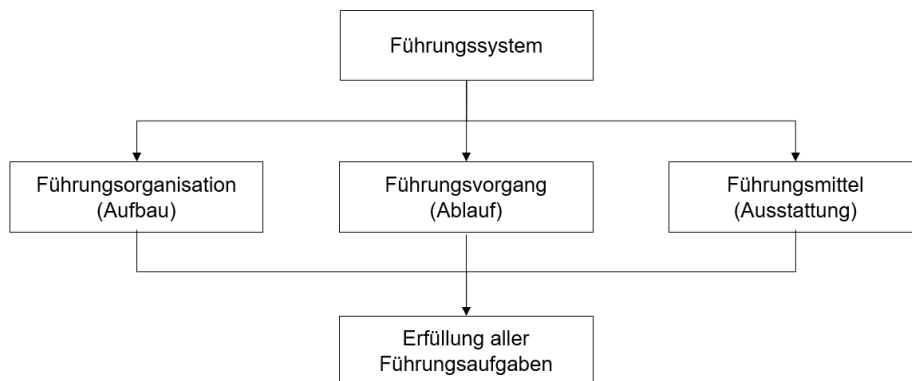 Führungssystem
Führungsorganisation
(Aufbau)
Führungsvorgang
(Ablauf)
Führungsmittel
(Ausstattung)
Erfüllung aller
Führungsaufgaben